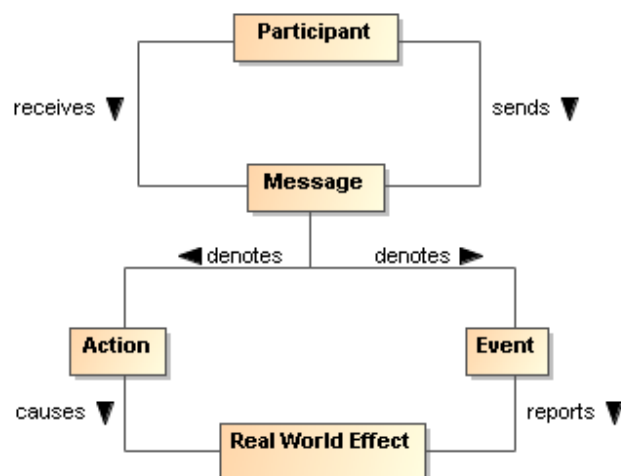 Participant
receives
sends
Message
denotes
denotes
Action
Event
causes
reports
Real World Effect